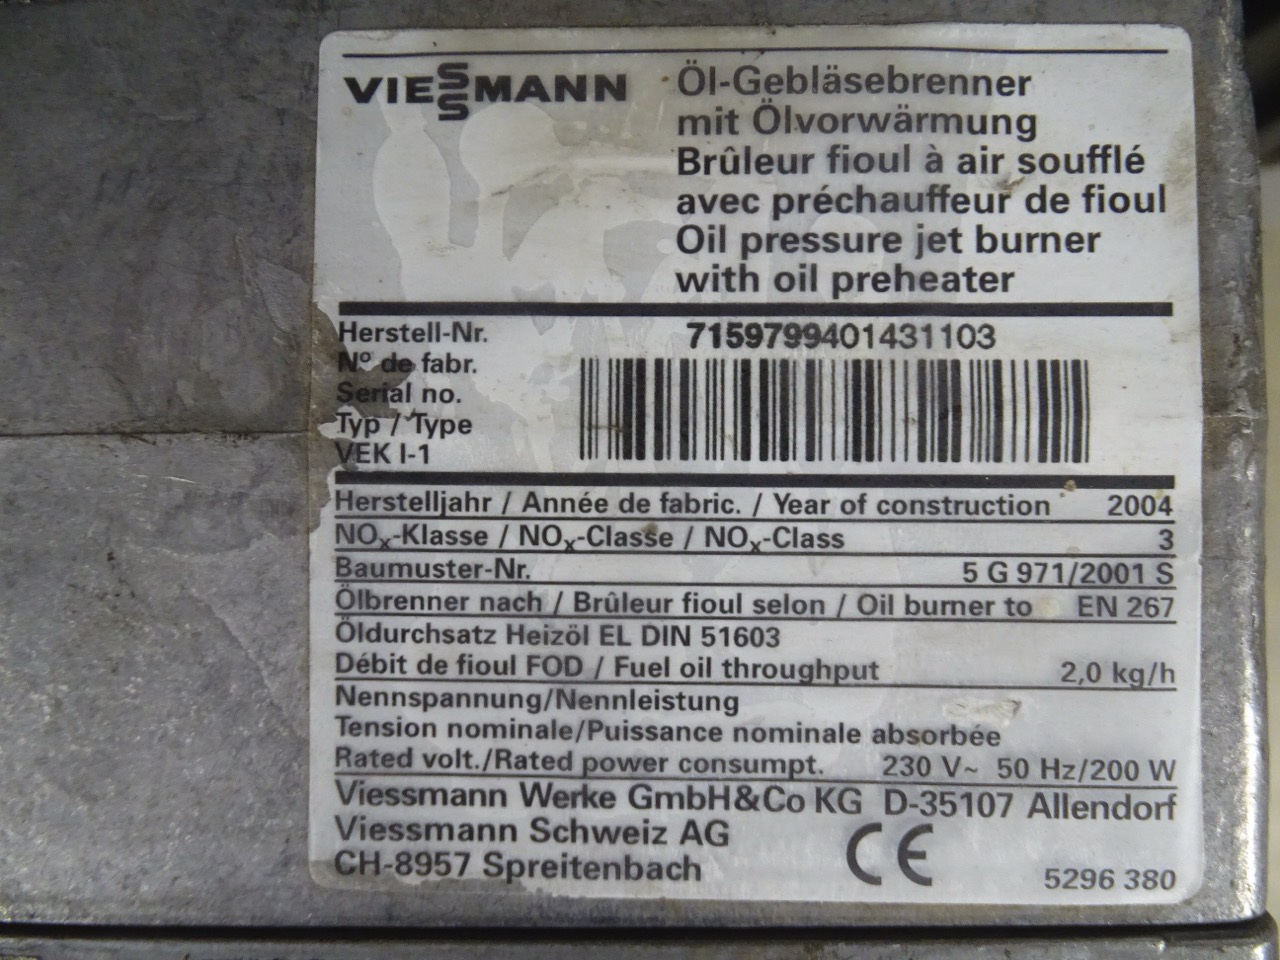 VIESSMANN
Öl-Gebläsebrenner
mit Ölvorwärmung
Brûleur fioul à air soufflé
avec préchauffeur de fioul
Oil pressure jet burner
with oil preheater
Herstell-Nr. 7159799401431103
N° de fabr.
Serial no.
Typ / Type
VEK I-1
Herstelljahr / Année de fabric. / Year of construction 2004
NOx-Klasse / NOx-Classe / NOx-Class 3
Baumuster-Nr. 5 G 971/2001 S
Ölbrenner nach / Brûleur fioul selon / Oil burner to EN 267
Öldurchsatz Heizöl EL DIN 51603
Débit de fioul FOD / Fuel oil throughput 2,0 kg/h
Nennspannung/Nennleistung
Tension nominale/Puissance nominale absorbée
Rated volt./Rated power consumpt. 230 V~ 50 Hz/200 W
Viessmann Werke GmbH&Co KG D-35107 Allendorf
Viessmann Schweiz AG
CH-8957 Spreitenbach CE 5296 380